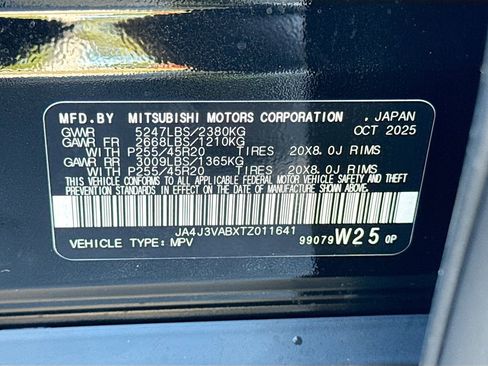 MFD.BY MITSUBISHI MOTORS CORPORATION , JAPAN
GWWR 5247LBS/2380KG OCT 2025
GAWR FR 2668LBS/1210KG
WITH P255/45R20 TIRES 20X8.0J RIMS
GAWR RR 3009LBS/1365KG
WITH P255/45R20 TIRES 20X8.0J RIMS
THIS VEHICLE CONFORMS TO ALL APPLICABLE FEDERAL MOTOR VEHICLE SAFETY AND THEFT
PREVENTION STANDARDS IN EFFECT ON THE DATE OF MANUFACTURE SHOWN ABOVE.
JA4J3VABXTZ011641
VEHICLE TYPE: MPV 99079 W25 0P